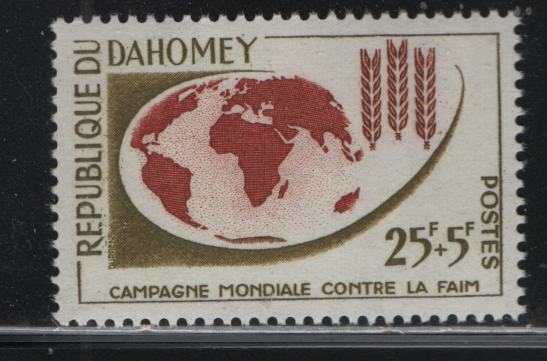 REPUBLIQUE DU DAHOMEY
25F+5F
POSTES
CAMPAGNE MONDIALE CONTRE LA FAIM